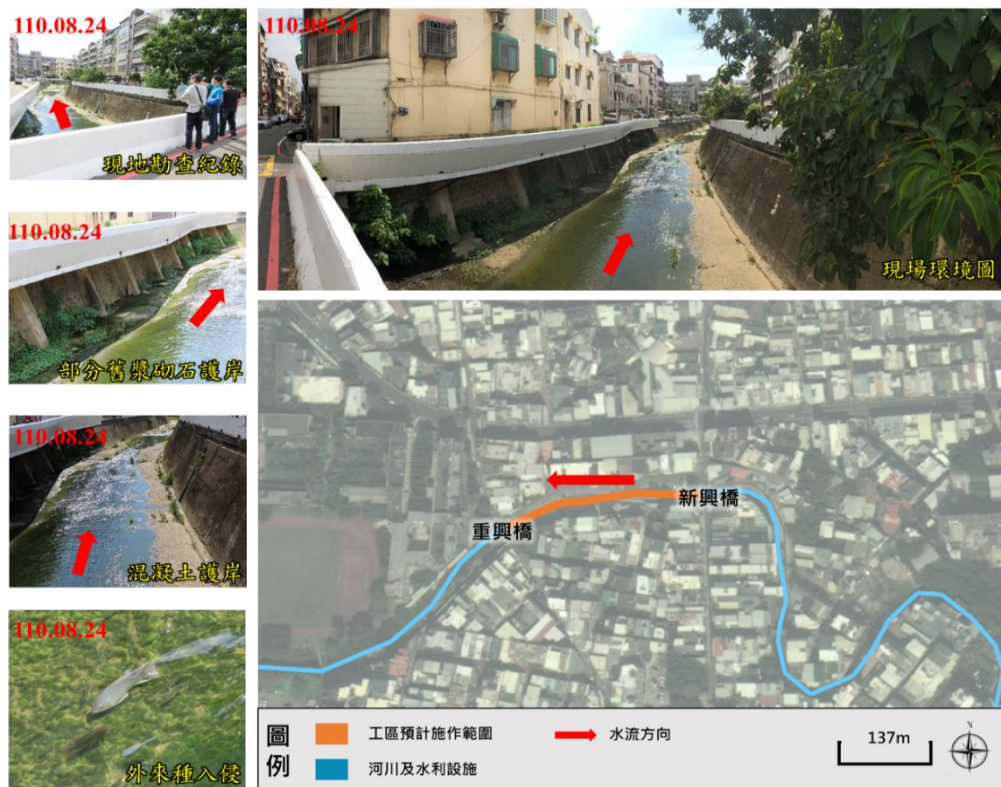 110.08.24
現地勘查紀錄
110.08.24
現場環境圖
110.08.24
部分舊漿砌石護岸
110.08.24
混凝土護岸
110.08.24
外來種入侵
新興橋
重興橋
圖例
工區預計施作範圍
水流方向
河川及水利設施
137m
N